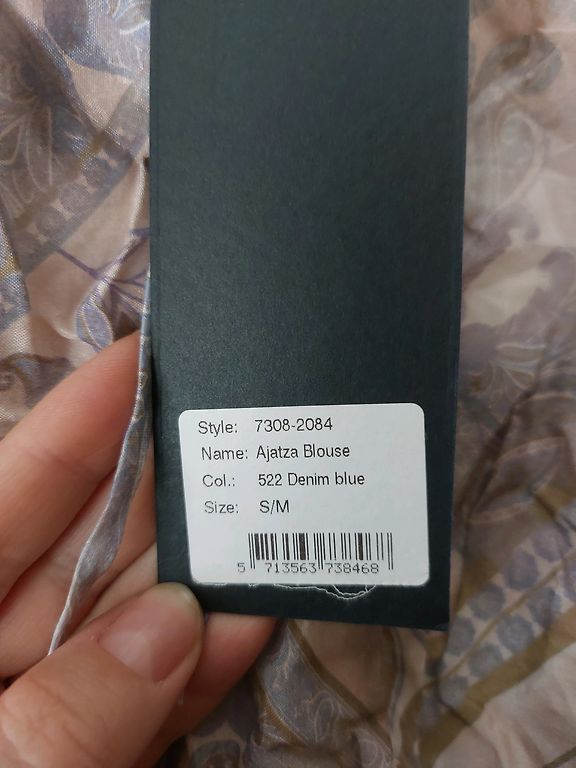 Style: 7308-2084
Name: Ajatza Blouse
Col.: 522 Denim blue
Size: S/M
5 713563 738468